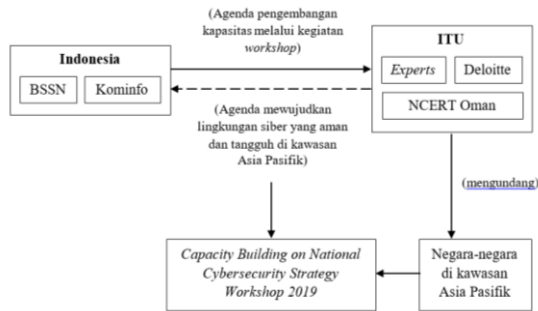 (Agenda pengembangan
kapasitas melalui kegiatan
workshop)
Indonesia
BSSN
Kominfo
ITU
Experts
Deloitte
NCERT Oman
(Agenda mewujudkan
lingkungan siber yang aman
dan tangguh di kawasan
Asia Pasifik)
(mengundang)
Capacity Building on National
Cybersecurity Strategy
Workshop 2019
Negara-negara
di kawasan
Asia Pasifik